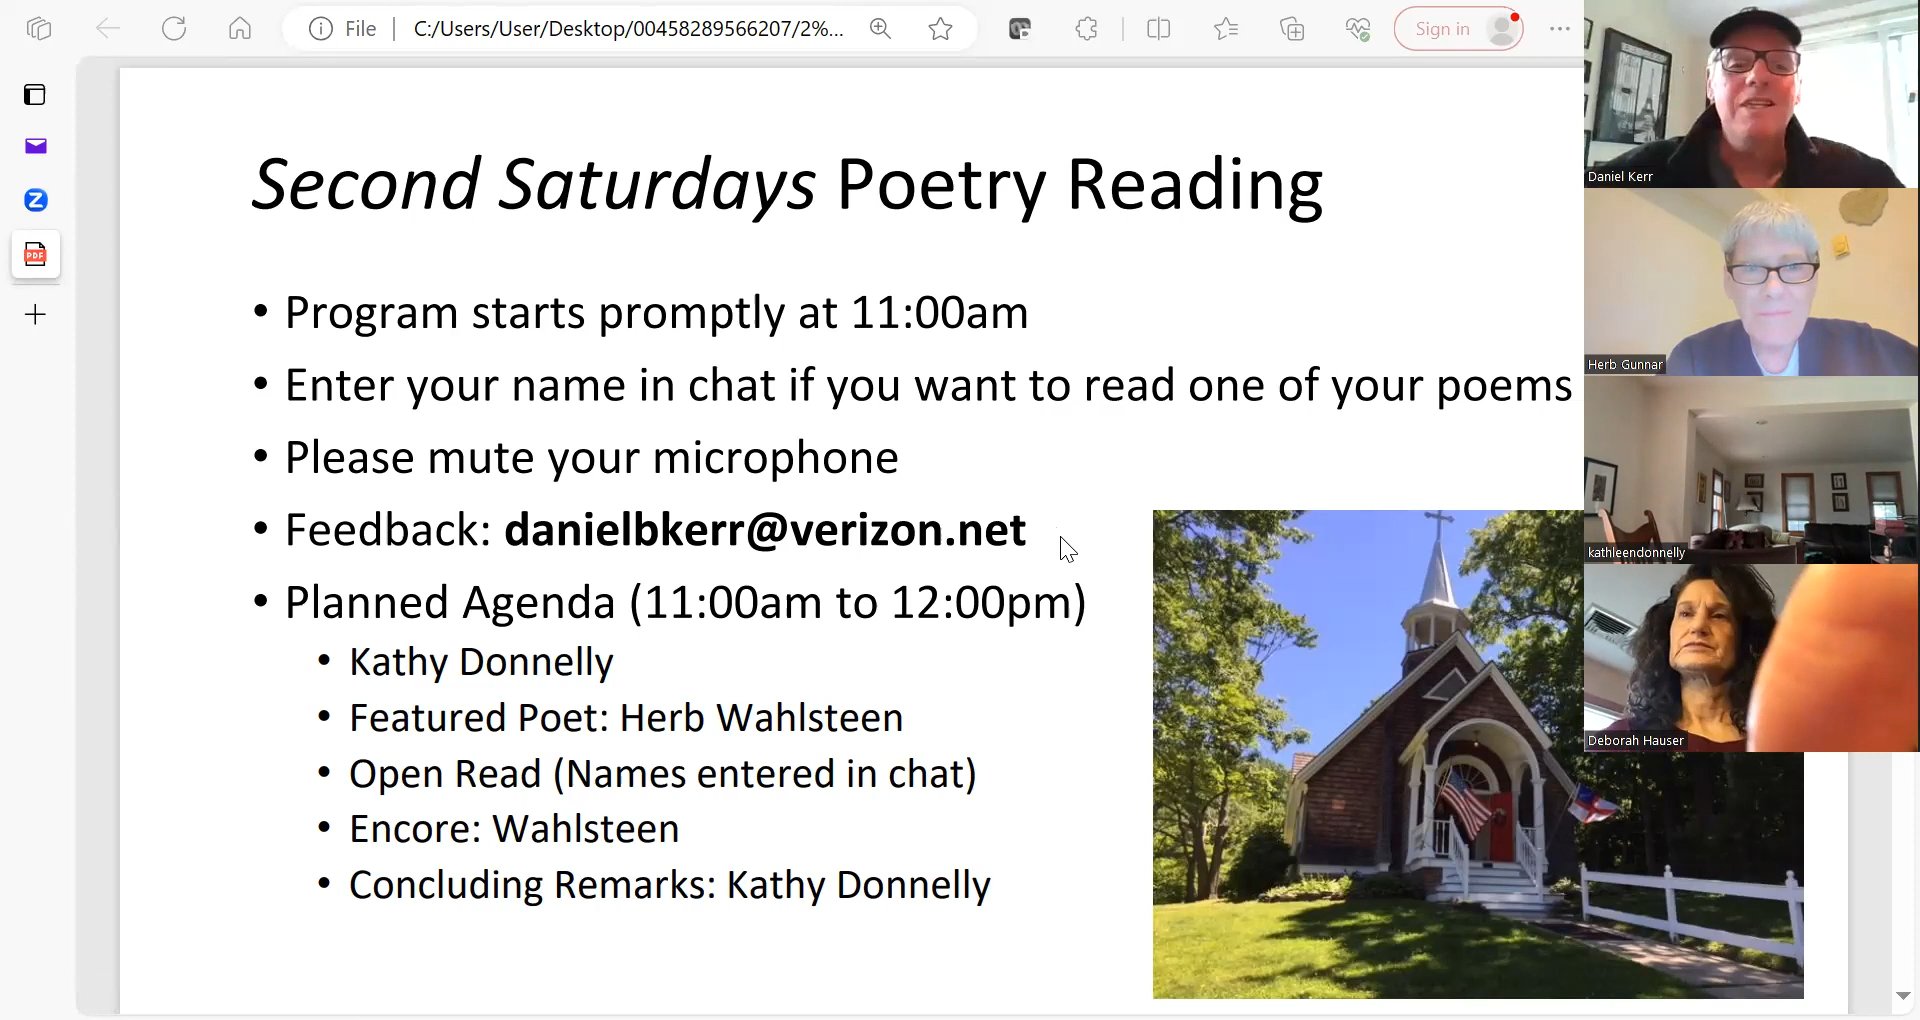 File
C:/Users/User/Desktop/00458289566207/2%...
Sign in
Second Saturdays Poetry Reading
• Program starts promptly at 11:00am
• Enter your name in chat if you want to read one of your poems
• Please mute your microphone
• Feedback: danielbkerr@verizon.net
• Planned Agenda (11:00am to 12:00pm)
• Kathy Donnelly
• Featured Poet: Herb Wahlsteen
• Open Read (Names entered in chat)
• Encore: Wahlsteen
• Concluding Remarks: Kathy Donnelly
Daniel Kerr
Herb Gunnar
kathleendonnelly
Deborah Hauser
Z
PDF